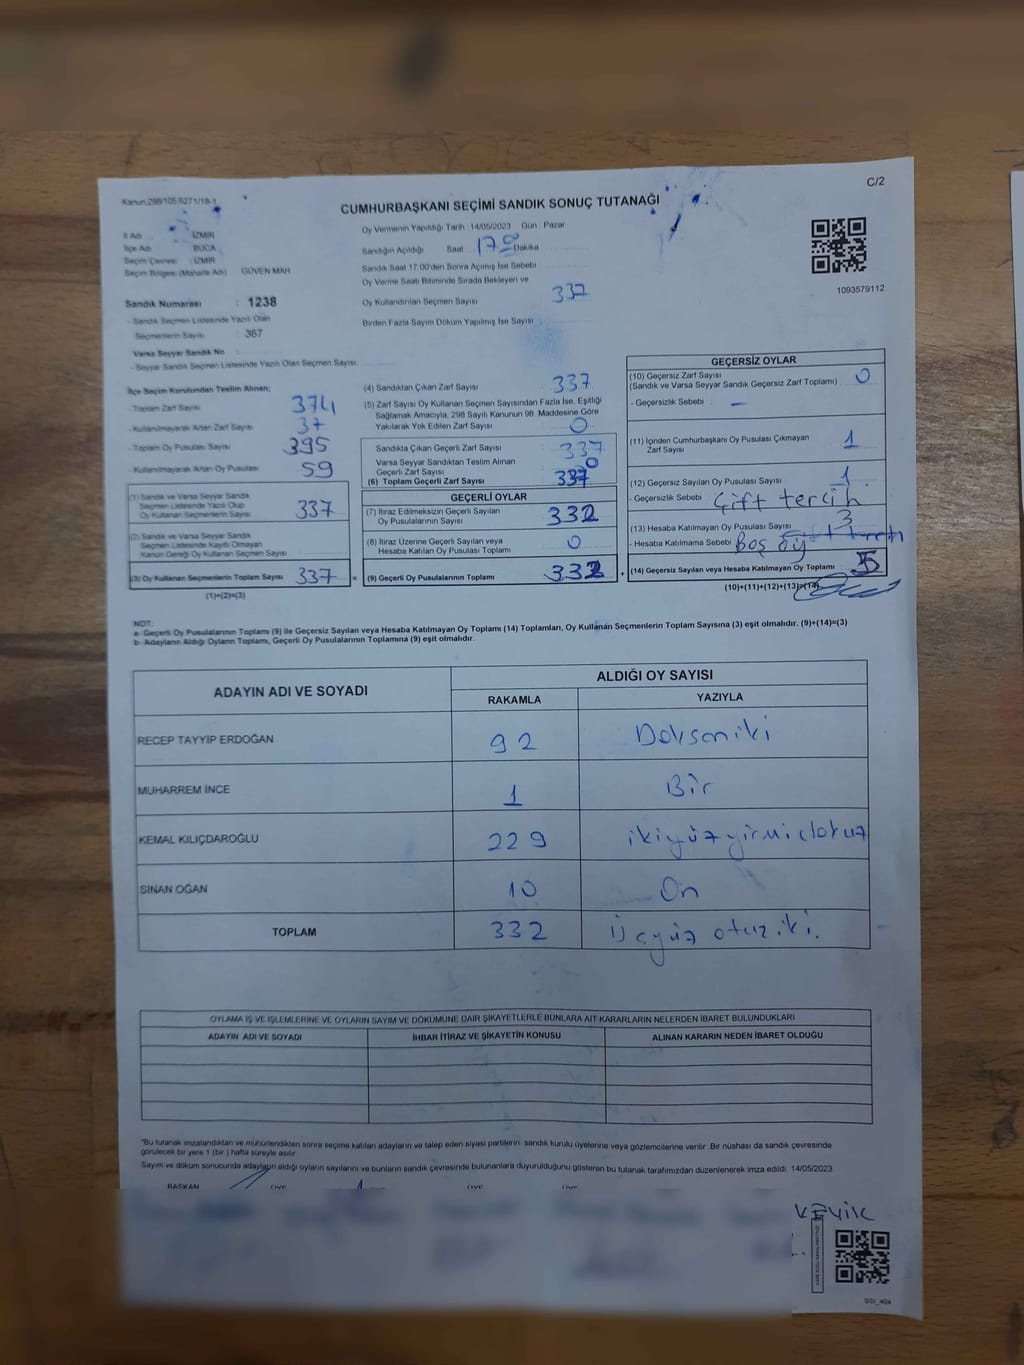 C/2
Kanun,298/105,6271/18-1
CUMHURBAŞKANI SEÇİMİ SANDIK SONUÇ TUTANAĞI
İl Adı : İZMİR
İlçe Adı : BUCA
Seçim Çevresi : İZMİR
Seçim Bölgesi (Mahalle Adı) GÜVEN MAH
Sandık Numarası : 1238
- Sandık Seçmen Listesinde Yazılı Olan
Seçmenlerin Sayısı : 367
Varsa Seyyar Sandık No
- Seyyar Sandık Seçmen Listesinde Yazılı Olan Seçmen Sayısı
Oy Vermenin Yapıldığı Tarih 14/05/2023 Gün : Pazar
Sandığın Açıldığı Saat 17 00 Dakika
Sandık Saat 17.00'den Sonra Açılmış İse Sebebi
Oy Verme Saati Bitiminde Sırada Bekleyen ve
Oy Kullandırılan Seçmen Sayısı 337
Birden Fazla Sayım Döküm Yapılmış İse Sayısı
1093579112
İlçe Seçim Kurulundan Teslim Alınan;
- Toplam Zarf Sayısı 374
- Kullanılmayarak Artan Zarf Sayısı 37
- Toplam Oy Pusulası Sayısı 395
- Kullanılmayarak Artan Oy Pusulası 59
(1) Sandık ve Varsa Seyyar Sandık
Seçmen Listesinde Yazılı Olup
Oy Kullanan Seçmenlerin Sayısı 337
(2) Sandık ve Varsa Seyyar Sandık
Seçmen Listesinde Kayıtlı Olmayan
Kanun Gereği Oy Kullanan Seçmen Sayısı
(3) Oy Kullanan Seçmenlerin Toplam Sayısı 337 =
(1)+(2)=(3)
(4) Sandıktan Çıkan Zarf Sayısı 337
(5) Zarf Sayısı Oy Kullanan Seçmen Sayısından Fazla İse, Eşitliği
Sağlamak Amacıyla, 298 Sayılı Kanunun 98. Maddesine Göre
Yakılarak Yok Edilen Zarf Sayısı 0
Sandıkta Çıkan Geçerli Zarf Sayısı 337
Varsa Seyyar Sandıktan Teslim Alınan
Geçerli Zarf Sayısı 0
(6) Toplam Geçerli Zarf Sayısı 337
GEÇERLİ OYLAR
(7) İtiraz Edilmeksizin Geçerli Sayılan
Oy Pusulalarının Sayısı 332
(8) İtiraz Üzerine Geçerli Sayılan veya
Hesaba Katılan Oy Pusulası Toplamı 0
(9) Geçerli Oy Pusulalarının Toplamı 332 +
GEÇERSİZ OYLAR
(10) Geçersiz Zarf Sayısı
(Sandık ve Varsa Seyyar Sandık Geçersiz Zarf Toplamı) 0
- Geçersizlik Sebebi : -
(11) İçinden Cumhurbaşkanı Oy Pusulası Çıkmayan
Zarf Sayısı 1
(12) Geçersiz Sayılan Oy Pusulası Sayısı 1
- Geçersizlik Sebebi Çift tercih
(13) Hesaba Katılmayan Oy Pusulası Sayısı 3
- Hesaba Katılmama Sebebi Boş oy
(14) Geçersiz Sayılan veya Hesaba Katılmayan Oy Toplamı 5
(10)+(11)+(12)+(13)=(14)
NOT:
a- Geçerli Oy Pusulalarının Toplamı (9) ile Geçersiz Sayılan veya Hesaba Katılmayan Oy Toplamı (14) Toplamları, Oy Kullanan Seçmenlerin Toplam Sayısına (3) eşit olmalıdır. (9)+(14)=(3)
b- Adayların Aldığı Oyların Toplamı, Geçerli Oy Pusulalarının Toplamına (9) eşit olmalıdır.
ADAYIN ADI VE SOYADI
ALDIĞI OY SAYISI
RAKAMLA YAZIYLA
RECEP TAYYİP ERDOĞAN 92 Doksaniki
MUHARREM İNCE 1 Bir
KEMAL KILIÇDAROĞLU 229 ikiyüzyirmidokuz
SİNAN OĞAN 10 On
TOPLAM 332 üçyüz otuziki.
OYLAMA İŞ VE İŞLEMLERİNE VE OYLARIN SAYIM VE DÖKÜMÜNE DAİR ŞİKAYETLERLE BUNLARA AİT KARARLARIN NELERDEN İBARET BULUNDUKLARI
ADAYIN ADI VE SOYADI İHBAR İTİRAZ VE ŞİKAYETİN KONUSU ALINAN KARARIN NEDEN İBARET OLDUĞU
*Bu tutanak imzalandıktan ve mühürlendikten sonra seçime katılan adayların ve talep eden siyasi partilerin sandık kurulu üyelerine veya gözlemcilerine verilir. Bir nüshası da sandık çevresinde
görülecek bir yere 1 (bir) hafta süreyle asılır
Sayım ve döküm sonucunda adayların aldığı oyların sayılarını ve bunların sandık çevresinde bulunanlara duyurulduğunu gösteren bu tutanak tarafımızdan düzenlenerek imza edildi. 14/05/2023
BAŞKAN ÜYE ÜYE ÜYE